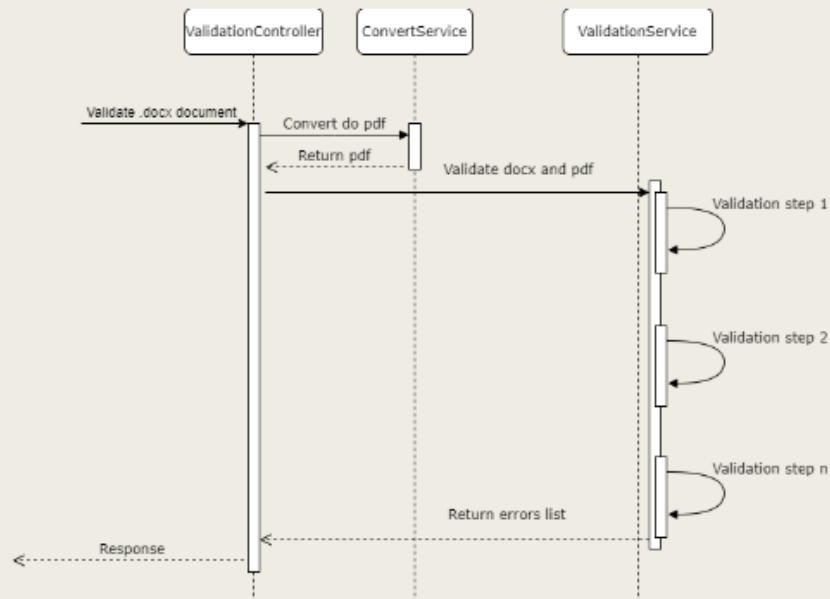 ValidationController
ConvertService
ValidationService
Validate .docx document
Convert do pdf
Return pdf
Validate docx and pdf
Validation step 1
Validation step 2
Validation step n
Return errors list
Response